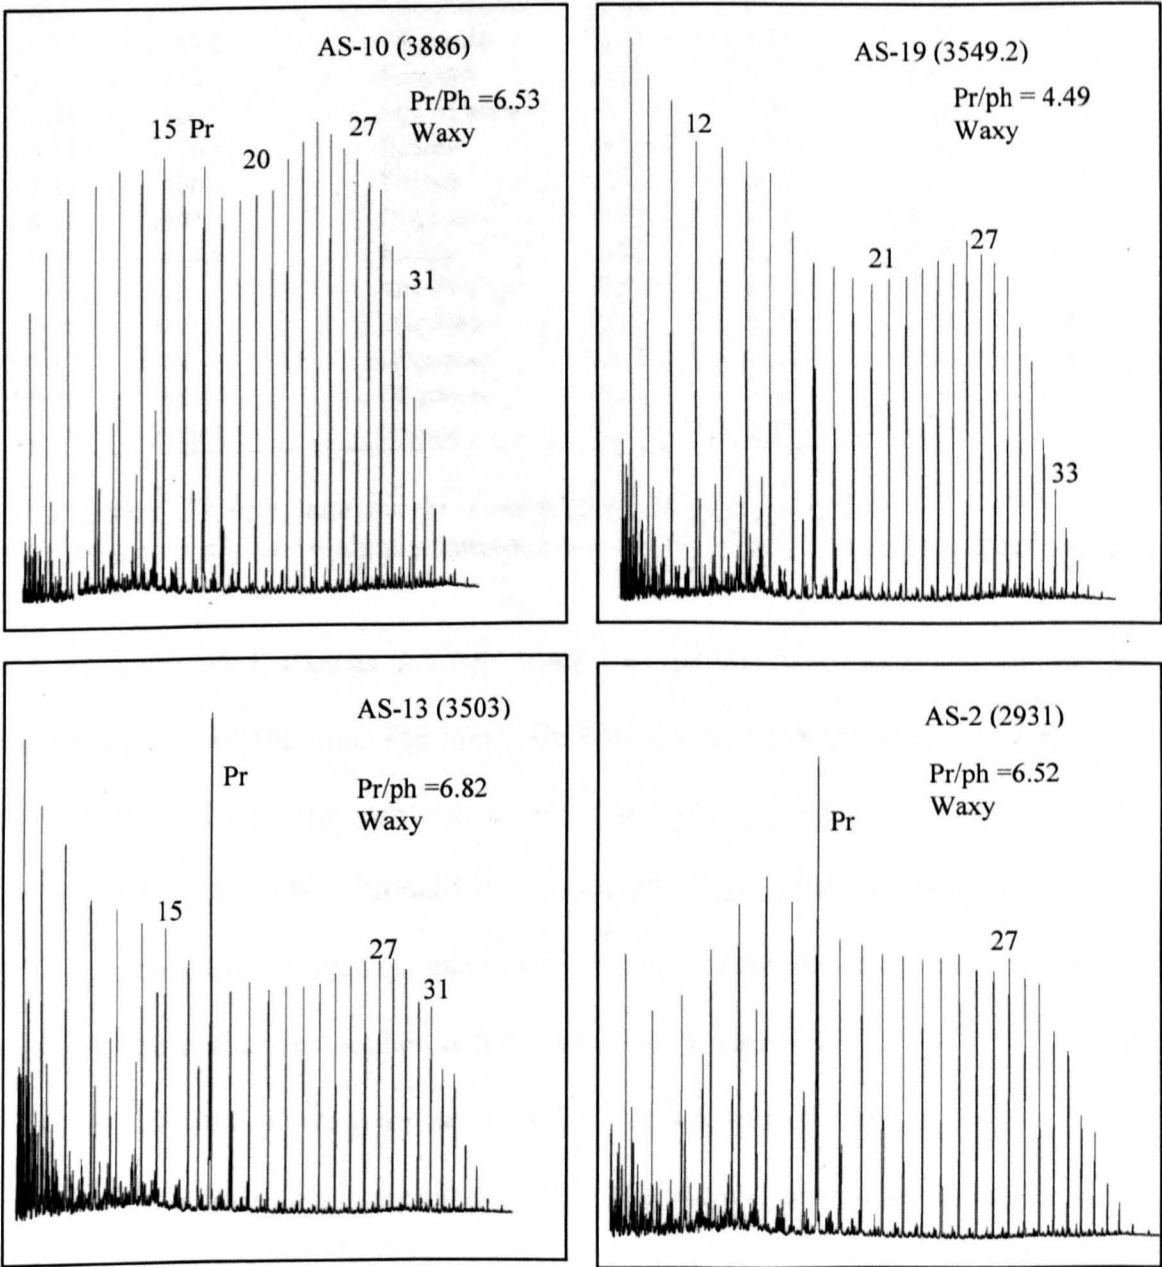 AS-10 (3886)
Pr/Ph =6.53
Waxy
15 Pr
27
20
31
AS-19 (3549.2)
Pr/ph = 4.49
Waxy
12
21
27
33
AS-13 (3503)
Pr
Pr/ph =6.82
Waxy
15
27
31
AS-2 (2931)
Pr/ph =6.52
Waxy
Pr
27